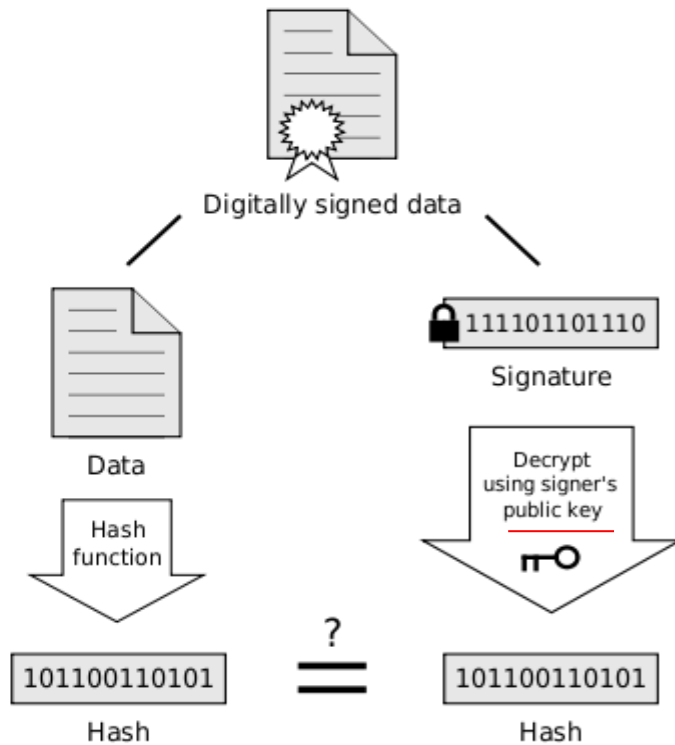 Digitally signed data
111101101110
Signature
Data
Decrypt
using signer's
public key
Hash
function
?
=
101100110101
101100110101
Hash
Hash